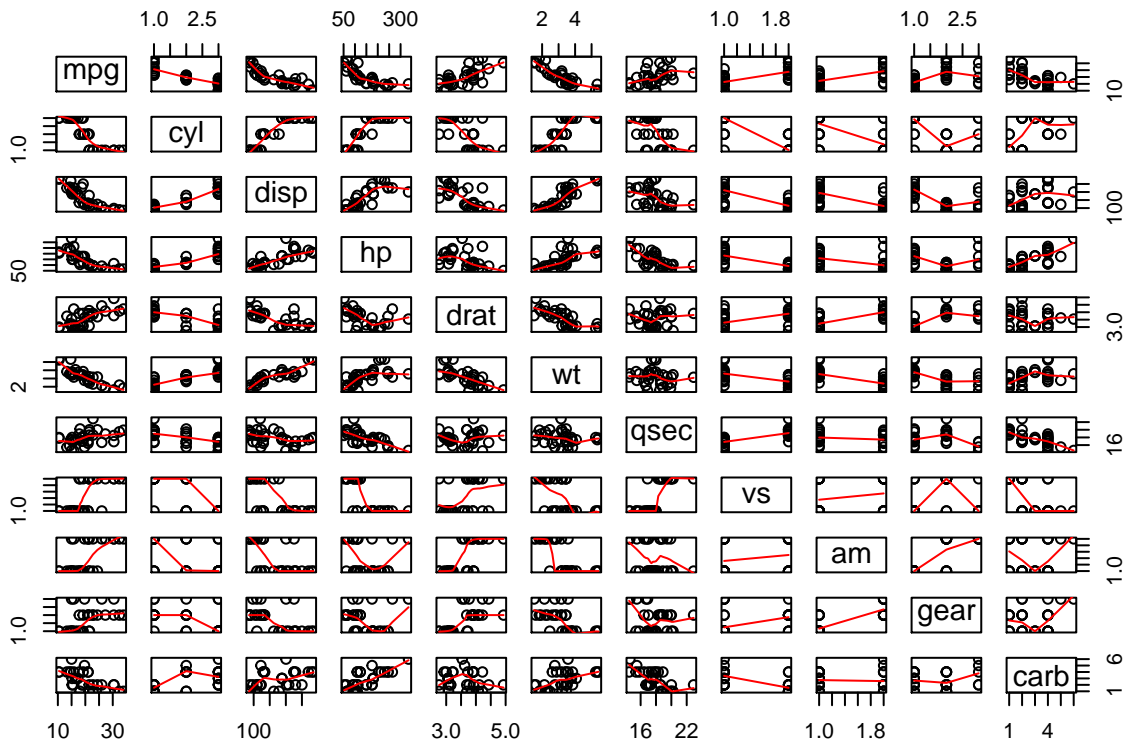 1.0 2.5 50 300 2 4 1.0 1.8 1.0 2.5
mpg 10
1.0 cyl
disp 100
50 hp
drat 3.0
2 wt
qsec 16
1.0 vs
am 1.0
1.0 gear
carb 6 1
10 30 100 3.0 5.0 16 22 1.0 1.8 1 4